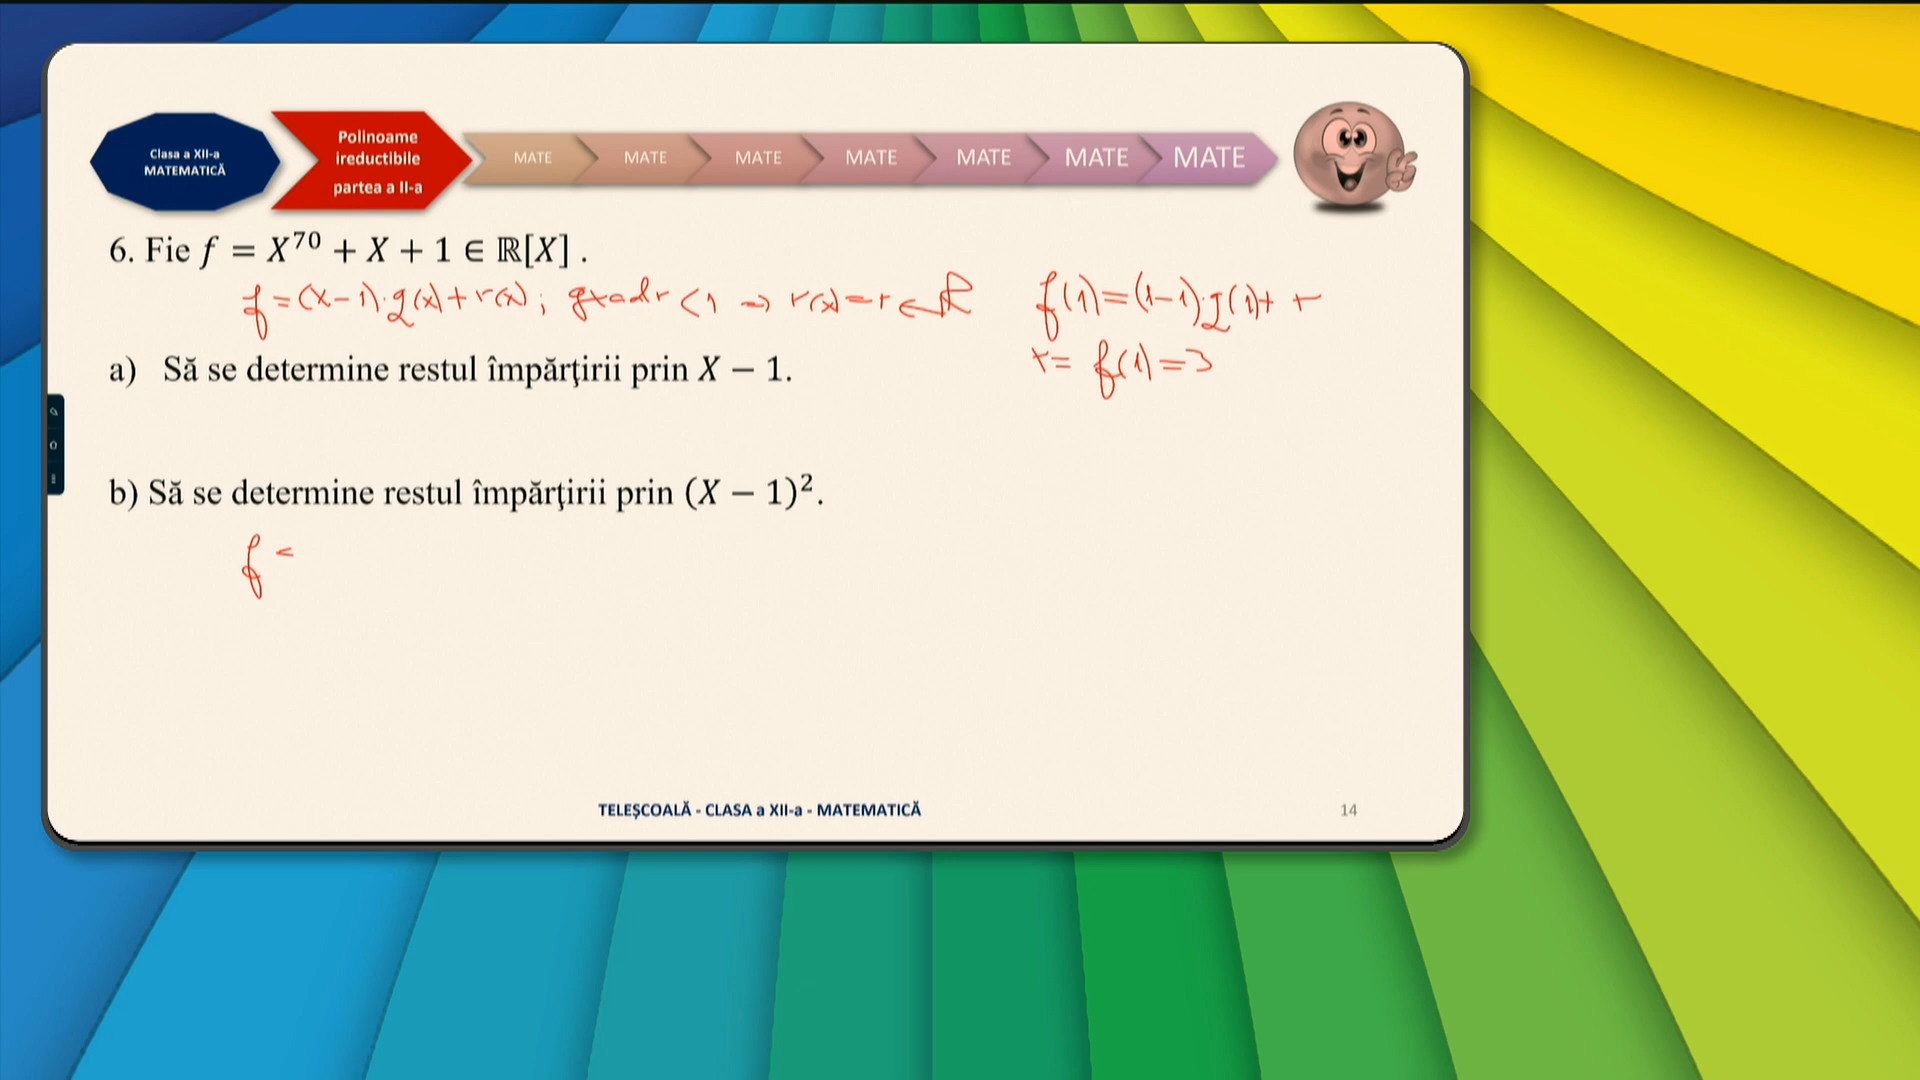 Clasa a XII-a
MATEMATICĂ
Polinoame
ireductibile
partea a II-a
MATE MATE MATE MATE MATE MATE MATE
6. Fie f = X⁷⁰ + X + 1 ∈ ℝ[X] .
f = (x-1)·q(x)+r(x) ; grad r < 1 ⇒ r(x) = r ∈ ℝ
f(1)=(1-1)·q(1)+ r
r = f(1) = 3
a) Să se determine restul împărţirii prin X − 1.
b) Să se determine restul împărţirii prin (X − 1)².
f =
TELEŞCOALĂ - CLASA a XII-a - MATEMATICĂ
14